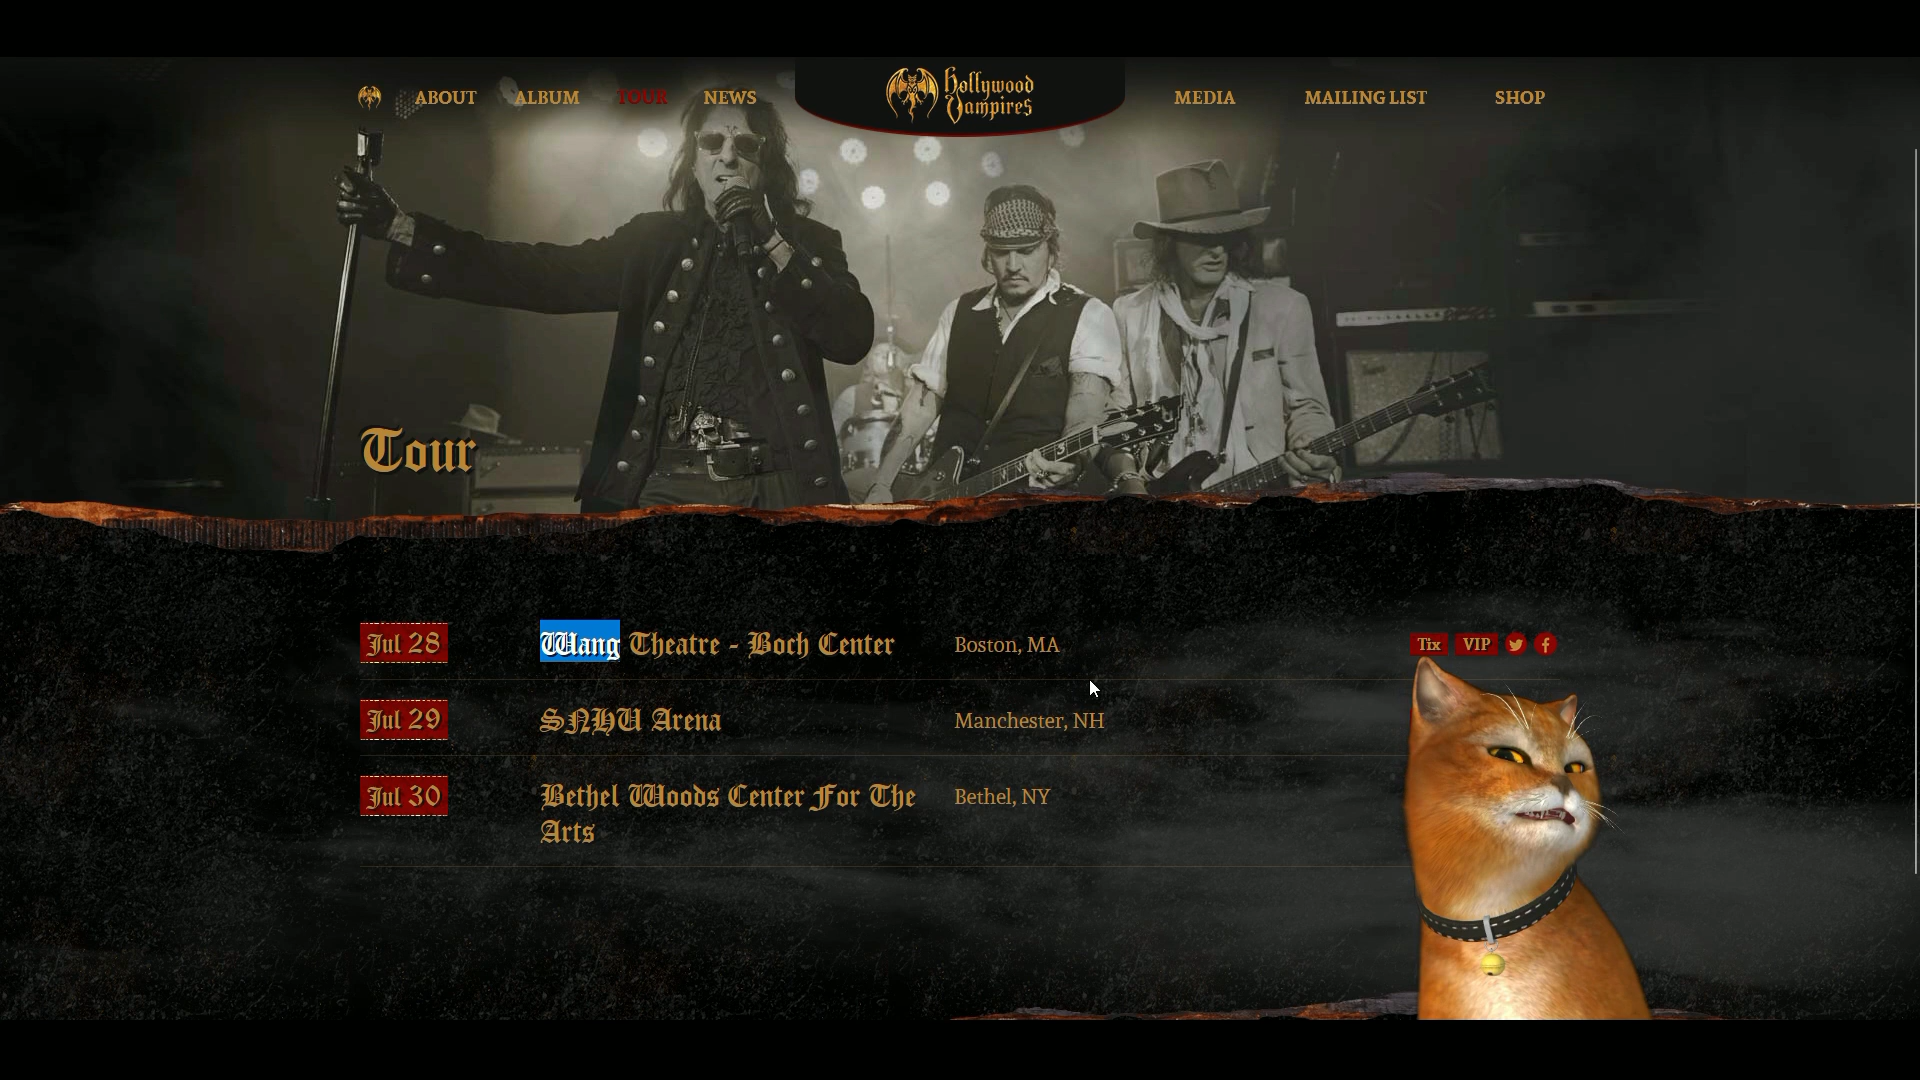 ABOUT ALBUM TOUR NEWS Hollywood Vampires MEDIA MAILING LIST SHOP
Tour
Jul 28 Wang Theatre - Boch Center Boston, MA Tix VIP
Jul 29 SNHU Arena Manchester, NH
Jul 30 Bethel Woods Center For The Arts Bethel, NY